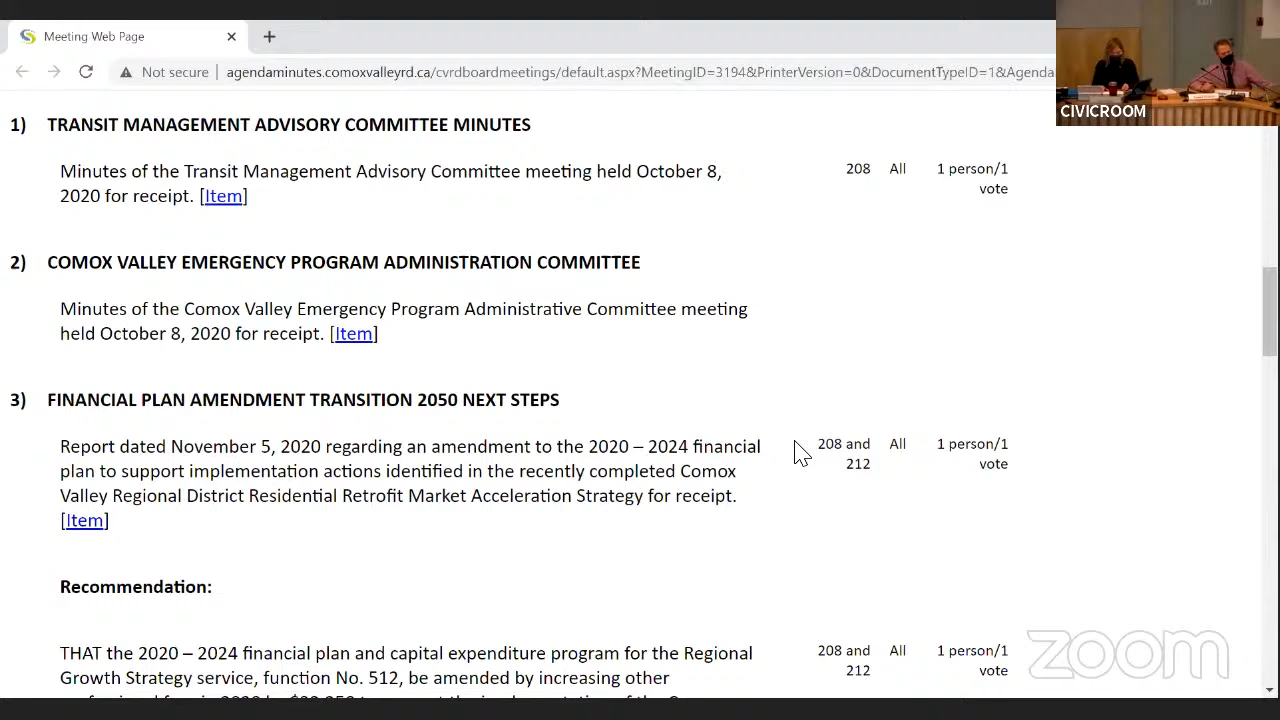 Meeting Web Page
Not secure
agendaminutes.comoxvalleyrd.ca/cvrdboardmeetings/default.aspx?MeetingID=3194&PrinterVersion=0&DocumentTypeID=1&Agenda
CIVICROOM
1) TRANSIT MANAGEMENT ADVISORY COMMITTEE MINUTES
Minutes of the Transit Management Advisory Committee meeting held October 8, 208 All 1 person/1
2020 for receipt. [Item] vote
2) COMOX VALLEY EMERGENCY PROGRAM ADMINISTRATION COMMITTEE
Minutes of the Comox Valley Emergency Program Administrative Committee meeting
held October 8, 2020 for receipt. [Item]
3) FINANCIAL PLAN AMENDMENT TRANSITION 2050 NEXT STEPS
Report dated November 5, 2020 regarding an amendment to the 2020 – 2024 financial 208 and All 1 person/1
plan to support implementation actions identified in the recently completed Comox 212 vote
Valley Regional District Residential Retrofit Market Acceleration Strategy for receipt.
[Item]
Recommendation:
THAT the 2020 – 2024 financial plan and capital expenditure program for the Regional 208 and All 1 person/1
Growth Strategy service, function No. 512, be amended by increasing other 212 vote
zoom